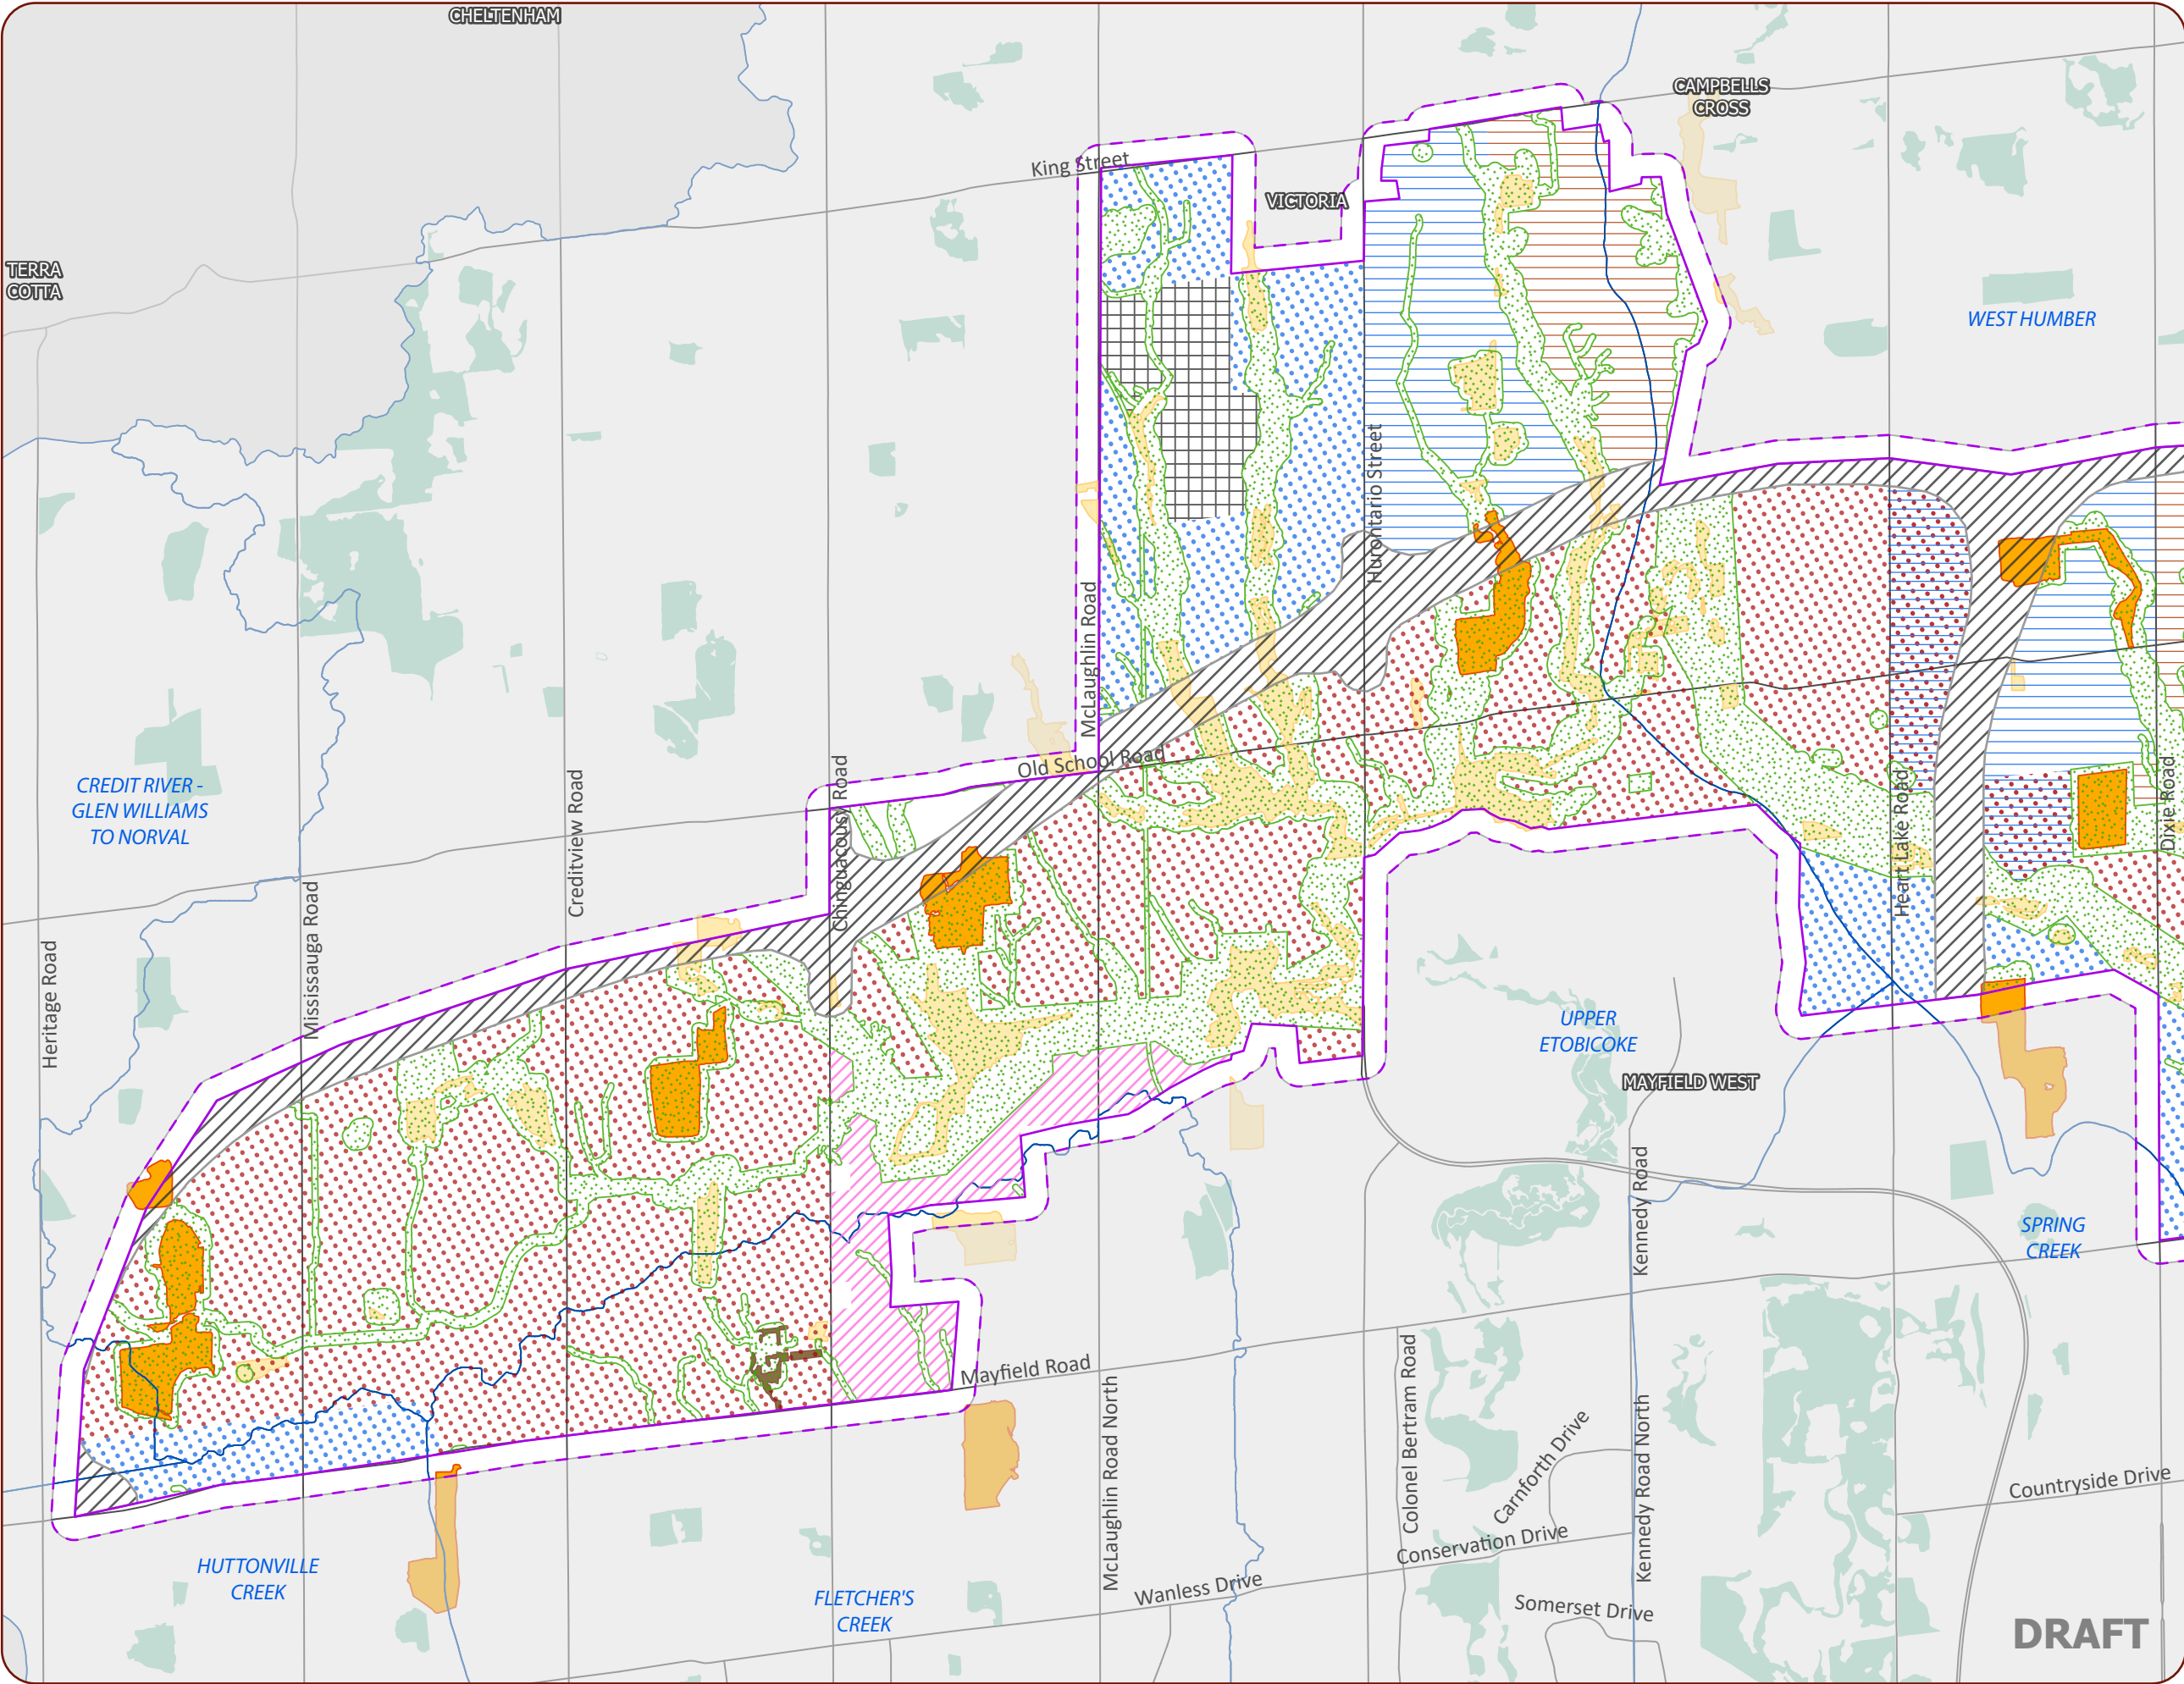 CHELTENHAM
CAMPBELLS
CROSS
King Street
VICTORIA
TERRA
COTTA
WEST HUMBER
Hurontario Street
McLaughlin Road
Old School Road
CREDIT RIVER -
GLEN WILLIAMS
TO NORVAL
Creditview Road
Chinguacousy Road
Heart Lake Road
Dixie Road
Mississauga Road
Heritage Road
UPPER
ETOBICOKE
MAYFIELD WEST
Kennedy Road
SPRING
CREEK
Mayfield Road
McLaughlin Road North
Colonel Bertram Road
Carnforth Drive
Kennedy Road North
Countryside Drive
Conservation Drive
HUTTONVILLE
CREEK
FLETCHER'S
CREEK
Wanless Drive
Somerset Drive
DRAFT